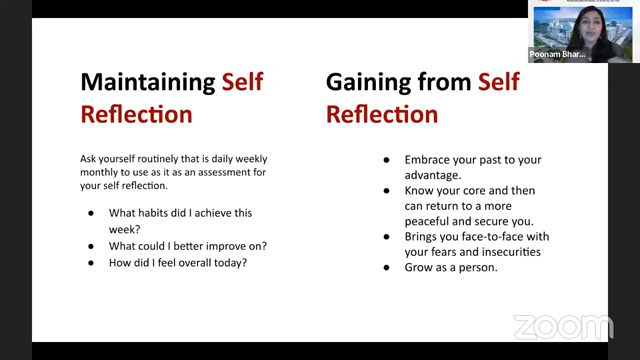 Poonam Bhar...
Maintaining Self
Reflection
Ask yourself routinely that is daily weekly
monthly to use as it as an assessment for
your self reflection.
● What habits did I achieve this
week?
● What could I better improve on?
● How did I feel overall today?
Gaining from Self
Reflection
● Embrace your past to your
advantage.
● Know your core and then
can return to a more
peaceful and secure you.
● Brings you face-to-face with
your fears and insecurities
● Grow as a person.
zoom